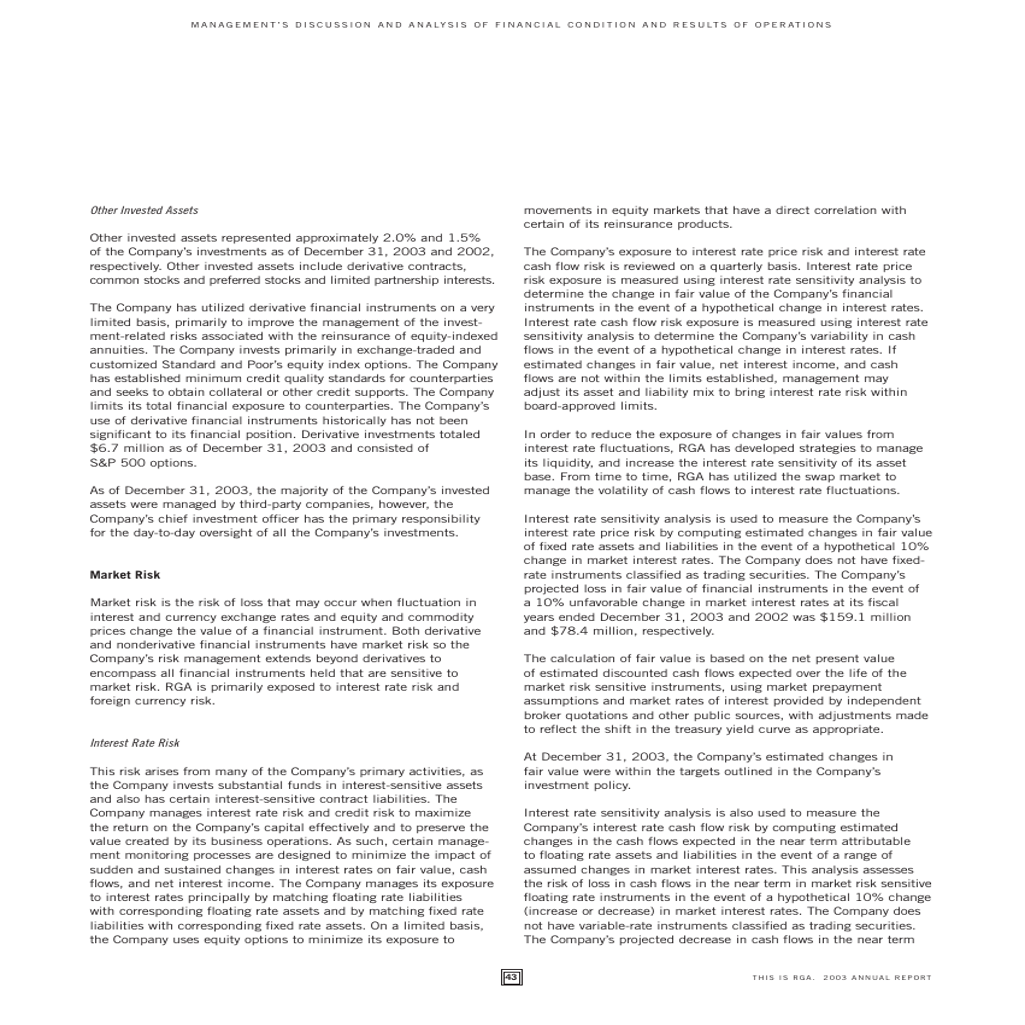 MANAGEMENT'S DISCUSSION AND ANALYSIS OF FINANCIAL CONDITION AND RESULTS OF OPERATIONS
Other Invested Assets
Other invested assets represented approximately 2.0% and 1.5%
of the Company's investments as of December 31, 2003 and 2002,
respectively. Other invested assets include derivative contracts,
common stocks and preferred stocks and limited partnership interests.
The Company has utilized derivative financial instruments on a very
limited basis, primarily to improve the management of the invest-
ment-related risks associated with the reinsurance of equity-indexed
annuities. The Company invests primarily in exchange-traded and
customized Standard and Poor's equity index options. The Company
has established minimum credit quality standards for counterparties
and seeks to obtain collateral or other credit supports. The Company
limits its total financial exposure to counterparties. The Company's
use of derivative financial instruments historically has not been
significant to its financial position. Derivative investments totaled
$6.7 million as of December 31, 2003 and consisted of
S&P 500 options.
As of December 31, 2003, the majority of the Company's invested
assets were managed by third-party companies, however, the
Company's chief investment officer has the primary responsibility
for the day-to-day oversight of all the Company's investments.
Market Risk
Market risk is the risk of loss that may occur when fluctuation in
interest and currency exchange rates and equity and commodity
prices change the value of a financial instrument. Both derivative
and nonderivative financial instruments have market risk so the
Company's risk management extends beyond derivatives to
encompass all financial instruments held that are sensitive to
market risk. RGA is primarily exposed to interest rate risk and
foreign currency risk.
Interest Rate Risk
This risk arises from many of the Company's primary activities, as
the Company invests substantial funds in interest-sensitive assets
and also has certain interest-sensitive contract liabilities. The
Company manages interest rate risk and credit risk to maximize
the return on the Company's capital effectively and to preserve the
value created by its business operations. As such, certain manage-
ment monitoring processes are designed to minimize the impact of
sudden and sustained changes in interest rates on fair value, cash
flows, and net interest income. The Company manages its exposure
to interest rates principally by matching floating rate liabilities
with corresponding floating rate assets and by matching fixed rate
liabilities with corresponding fixed rate assets. On a limited basis,
the Company uses equity options to minimize its exposure to
movements in equity markets that have a direct correlation with
certain of its reinsurance products.
The Company's exposure to interest rate price risk and interest rate
cash flow risk is reviewed on a quarterly basis. Interest rate price
risk exposure is measured using interest rate sensitivity analysis to
determine the change in fair value of the Company's financial
instruments in the event of a hypothetical change in interest rates.
Interest rate cash flow risk exposure is measured using interest rate
sensitivity analysis to determine the Company's variability in cash
flows in the event of a hypothetical change in interest rates. If
estimated changes in fair value, net interest income, and cash
flows are not within the limits established, management may
adjust its asset and liability mix to bring interest rate risk within
board-approved limits.
In order to reduce the exposure of changes in fair values from
interest rate fluctuations, RGA has developed strategies to manage
its liquidity, and increase the interest rate sensitivity of its asset
base. From time to time, RGA has utilized the swap market to
manage the volatility of cash flows to interest rate fluctuations.
Interest rate sensitivity analysis is used to measure the Company's
interest rate price risk by computing estimated changes in fair value
of fixed rate assets and liabilities in the event of a hypothetical 10%
change in market interest rates. The Company does not have fixed-
rate instruments classified as trading securities. The Company's
projected loss in fair value of financial instruments in the event of
a 10% unfavorable change in market interest rates at its fiscal
years ended December 31, 2003 and 2002 was $159.1 million
and $78.4 million, respectively.
The calculation of fair value is based on the net present value
of estimated discounted cash flows expected over the life of the
market risk sensitive instruments, using market prepayment
assumptions and market rates of interest provided by independent
broker quotations and other public sources, with adjustments made
to reflect the shift in the treasury yield curve as appropriate.
At December 31, 2003, the Company's estimated changes in
fair value were within the targets outlined in the Company's
investment policy.
Interest rate sensitivity analysis is also used to measure the
Company's interest rate cash flow risk by computing estimated
changes in the cash flows expected in the near term attributable
to floating rate assets and liabilities in the event of a range of
assumed changes in market interest rates. This analysis assesses
the risk of loss in cash flows in the near term in market risk sensitive
floating rate instruments in the event of a hypothetical 10% change
(increase or decrease) in market interest rates. The Company does
not have variable-rate instruments classified as trading securities.
The Company's projected decrease in cash flows in the near term
43
THIS IS RGA. 2003 ANNUAL REPORT